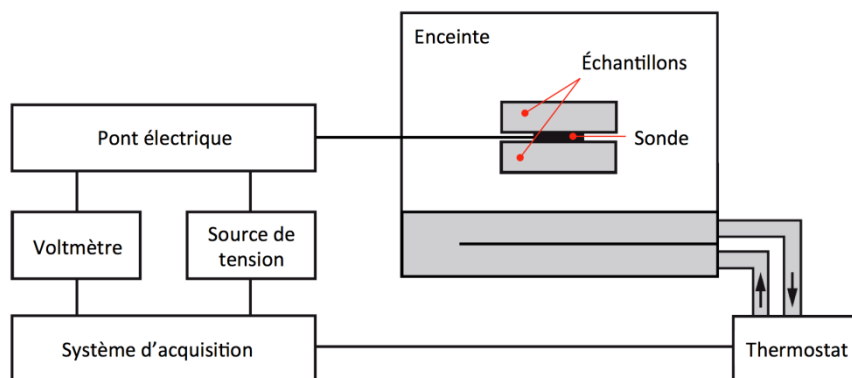 Enceinte
Échantillons
Pont électrique
Sonde
Voltmètre
Source de
tension
Système d'acquisition
Thermostat